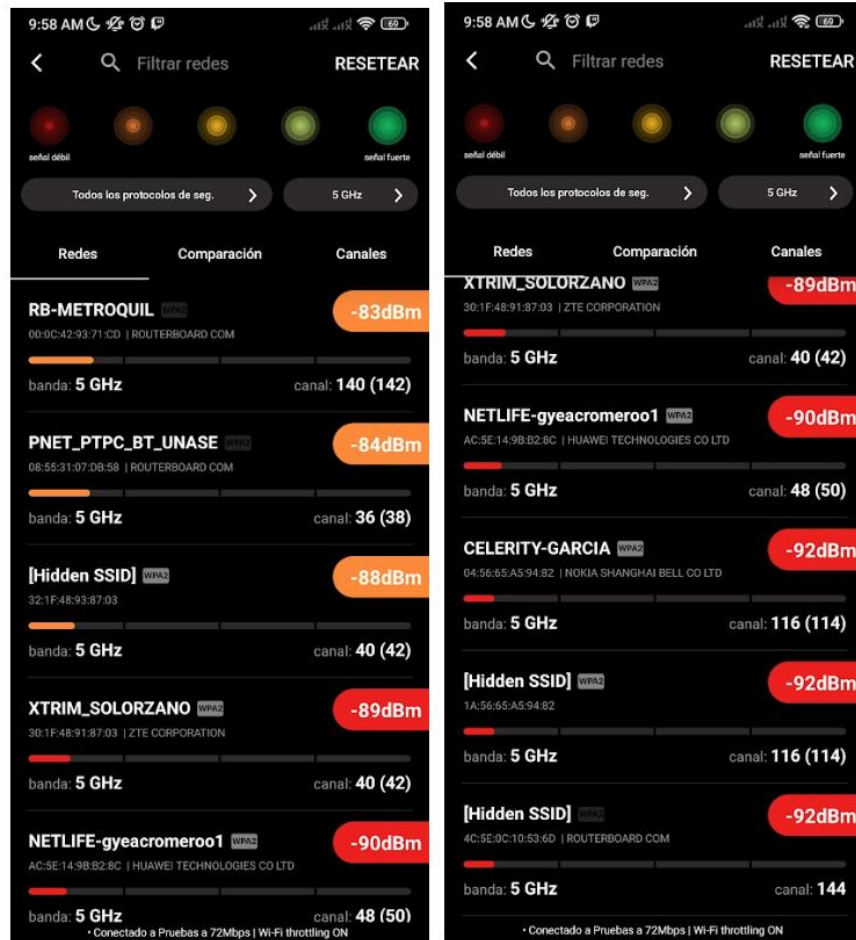 9:58 AM
69
Filtrar redes
RESETEAR
señal débil
señal fuerte
Todos los protocolos de seg.
5 GHz
Redes
Comparación
Canales
RB-METROQUIL WPA2
-83dBm
00:0C:42:93:71:CD | ROUTERBOARD COM
banda: 5 GHz
canal: 140 (142)
PNET_PTPC_BT_UNASE WPA2
-84dBm
08:55:31:07:DB:58 | ROUTERBOARD COM
banda: 5 GHz
canal: 36 (38)
[Hidden SSID] WPA2
-88dBm
32:1F:48:93:87:03
banda: 5 GHz
canal: 40 (42)
XTRIM_SOLORZANO WPA2
-89dBm
30:1F:48:91:87:03 | ZTE CORPORATION
banda: 5 GHz
canal: 40 (42)
NETLIFE-gyeacromeroo1 WPA2
-90dBm
AC:5E:14:9B:B2:8C | HUAWEI TECHNOLOGIES CO LTD
banda: 5 GHz
canal: 48 (50)
• Conectado a Pruebas a 72Mbps | Wi-Fi throttling ON
9:58 AM
69
Filtrar redes
RESETEAR
señal débil
señal fuerte
Todos los protocolos de seg.
5 GHz
Redes
Comparación
Canales
XTRIM_SOLORZANO WPA2
-89dBm
30:1F:48:91:87:03 | ZTE CORPORATION
banda: 5 GHz
canal: 40 (42)
NETLIFE-gyeacromeroo1 WPA2
-90dBm
AC:5E:14:9B:B2:8C | HUAWEI TECHNOLOGIES CO LTD
banda: 5 GHz
canal: 48 (50)
CELERITY-GARCIA WPA2
-92dBm
04:56:65:A5:94:82 | NOKIA SHANGHAI BELL CO LTD
banda: 5 GHz
canal: 116 (114)
[Hidden SSID] WPA2
-92dBm
1A:56:65:A5:94:82
banda: 5 GHz
canal: 116 (114)
[Hidden SSID] WPA2
-92dBm
4C:5E:0C:10:53:6D | ROUTERBOARD COM
banda: 5 GHz
canal: 144
• Conectado a Pruebas a 72Mbps | Wi-Fi throttling ON